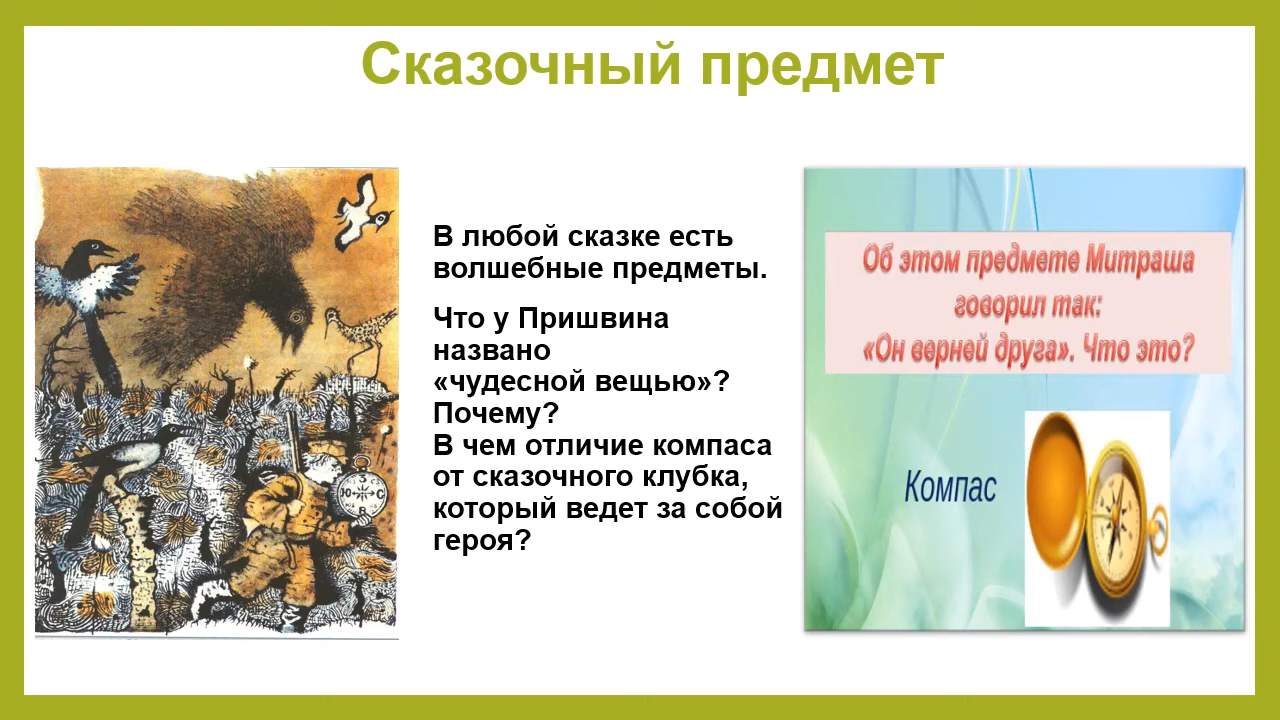 Сказочный предмет
В любой сказке есть
волшебные предметы.
Что у Пришвина
названо
«чудесной вещью»?
Почему?
В чем отличие компаса
от сказочного клубка,
который ведет за собой
героя?
Об этом предмете Митраша
говорил так:
«Он верней друга». Что это?
Компас
З
Ю С
В